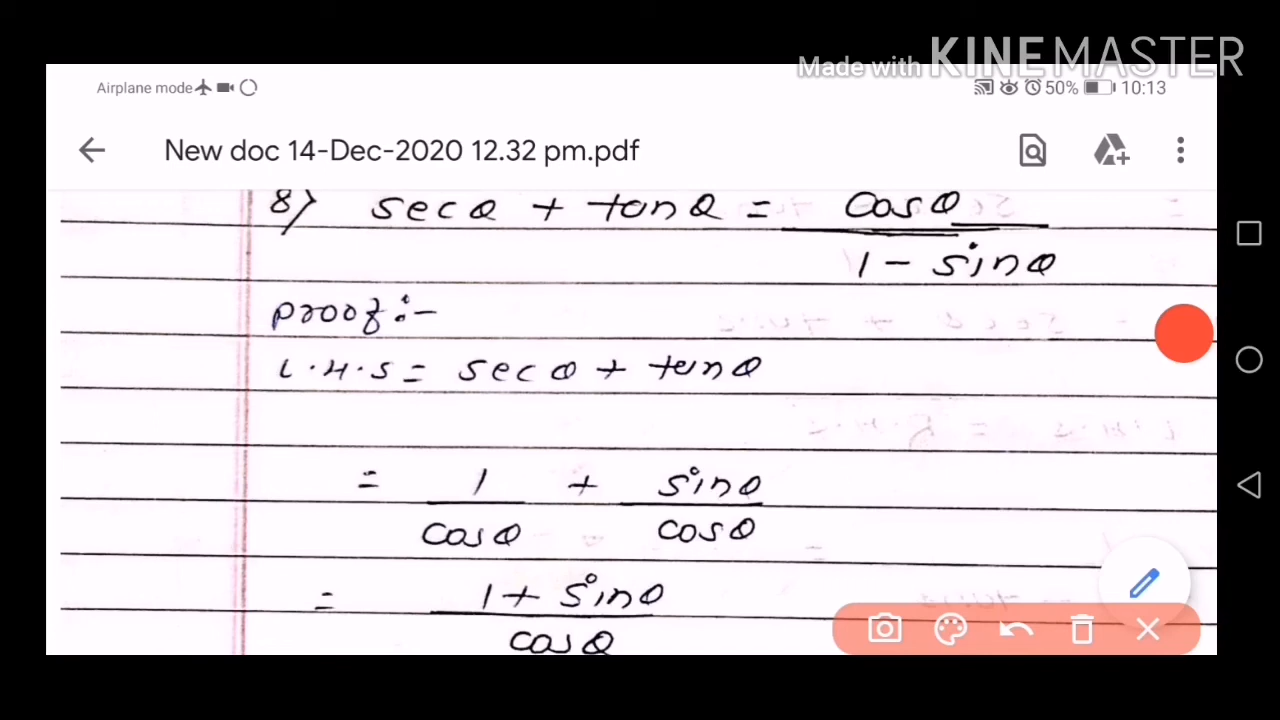 Made with KINEMASTER
Airplane mode 50% 10:13
New doc 14-Dec-2020 12.32 pm.pdf
8) secθ + tanθ = cosθ
1 - sinθ
Proof:-
L.H.S = secθ + tanθ
= 1 + sinθ
cosθ cosθ
= 1 + sinθ
cosθ